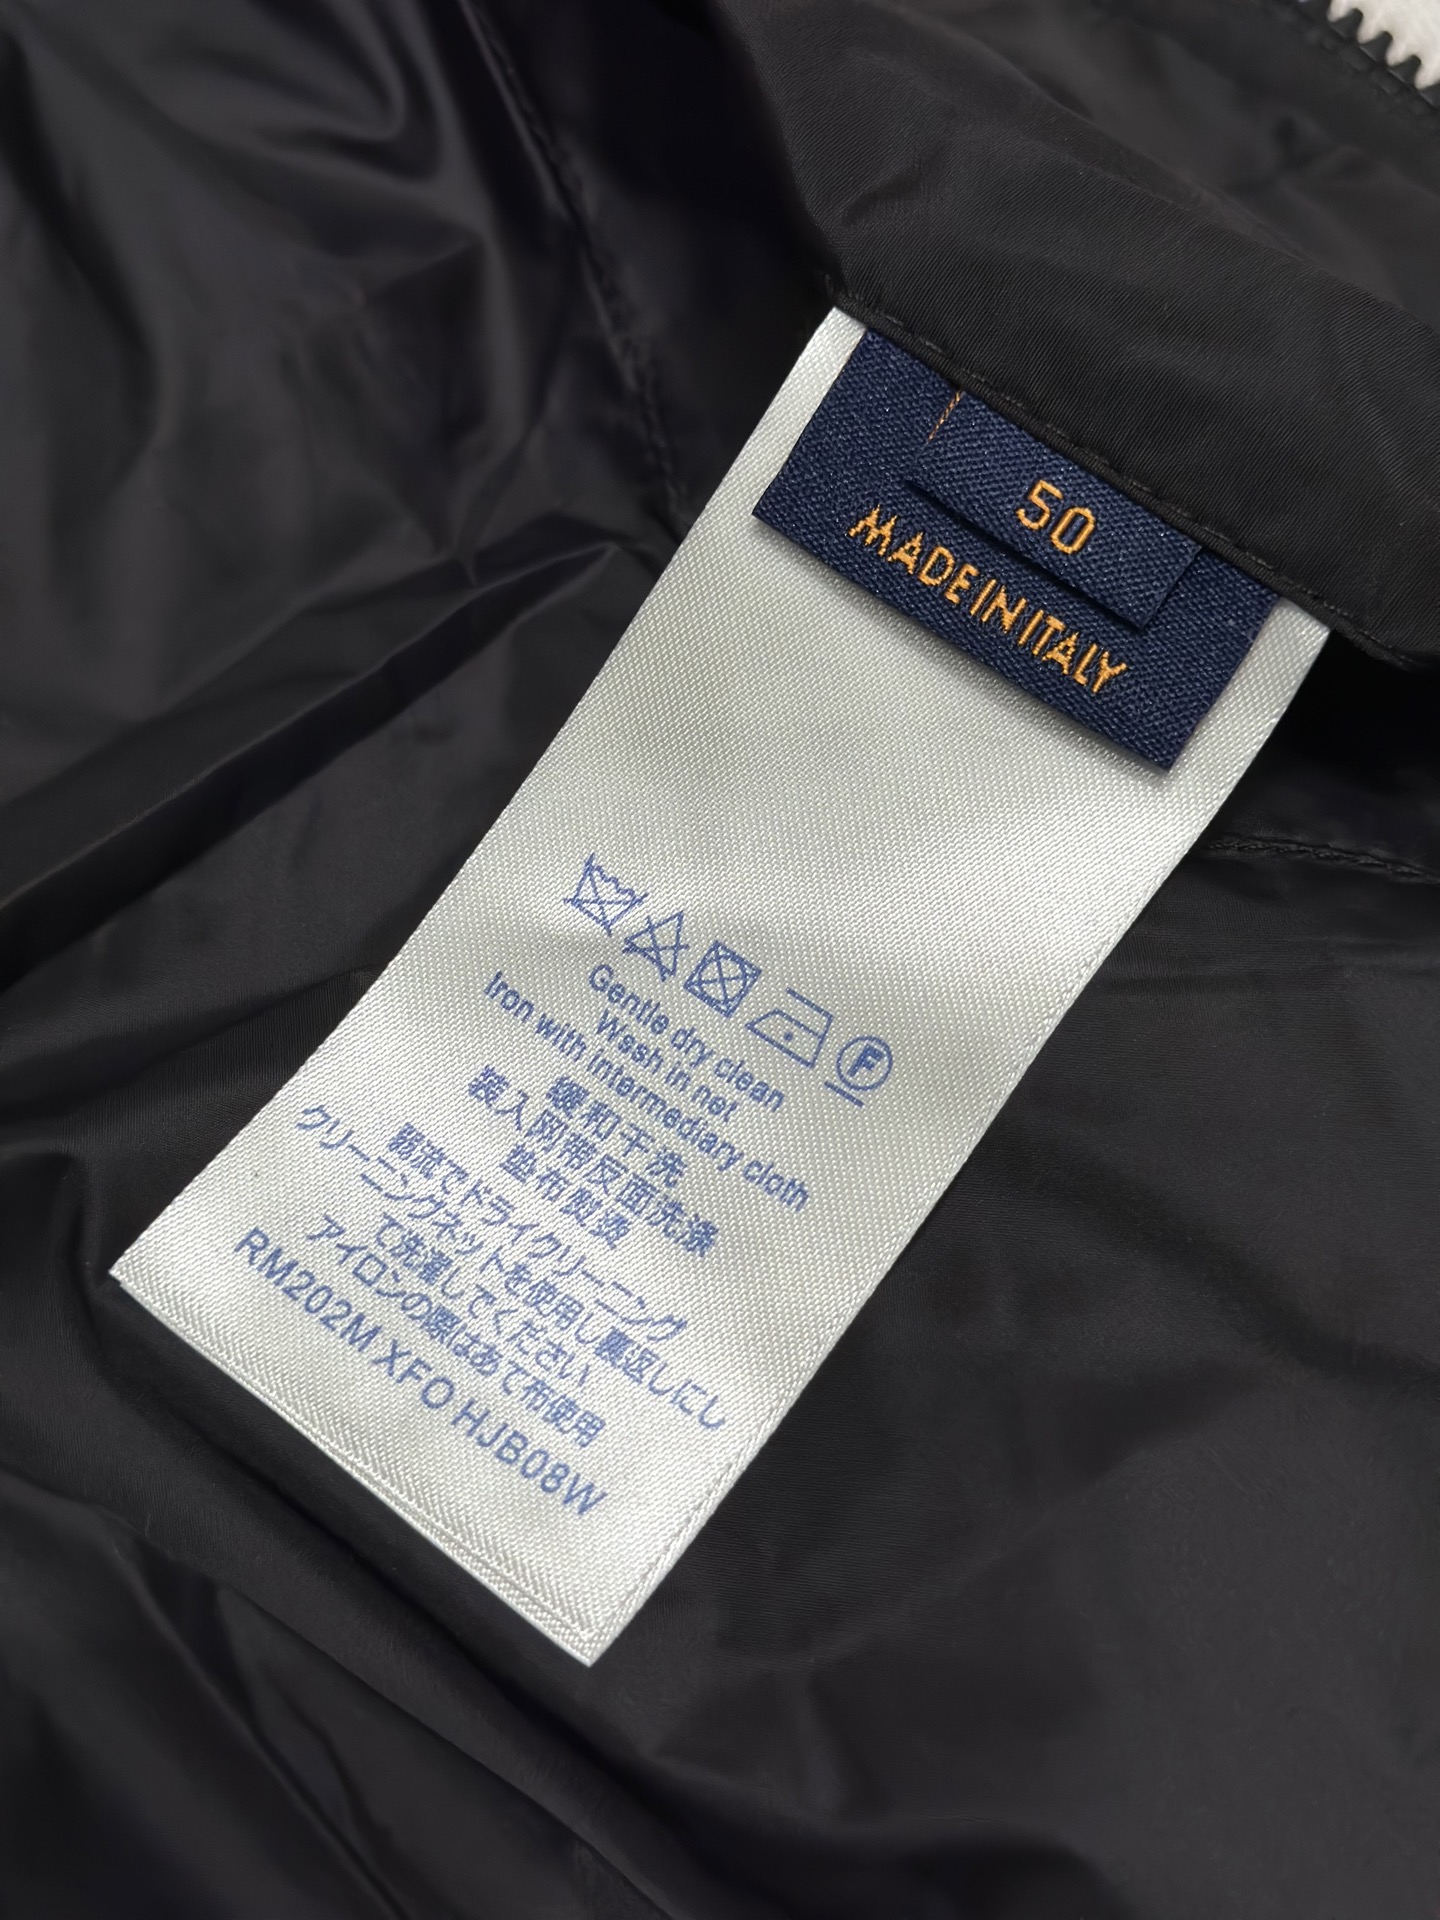 50
MADE IN ITALY
F
Gentle dry clean
Wssh in net
Iron with intermediary cloth
缓和干洗
装入网带反面洗涤
垫布熨烫
弱流でドライクリーニング
クリーニングネットを使用し裏返しにし
て洗濯してください
アイロンの際はあて布使用
RM202M XFO HJB08W